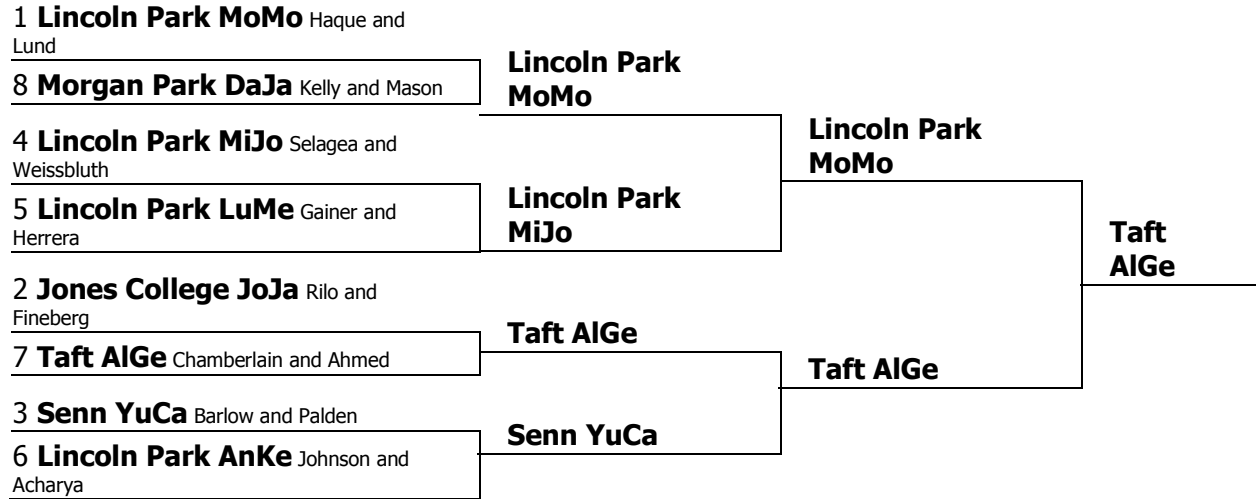 1 Lincoln Park MoMo Haque and
Lund
8 Morgan Park DaJa Kelly and Mason
4 Lincoln Park MiJo Selagea and
Weissbluth
5 Lincoln Park LuMe Gainer and
Herrera
2 Jones College JoJa Rilo and
Fineberg
7 Taft AlGe Chamberlain and Ahmed
3 Senn YuCa Barlow and Palden
6 Lincoln Park AnKe Johnson and
Acharya
Lincoln Park
MoMo
Lincoln Park
MiJo
Taft AlGe
Senn YuCa
Lincoln Park
MoMo
Taft AlGe
Taft
AlGe